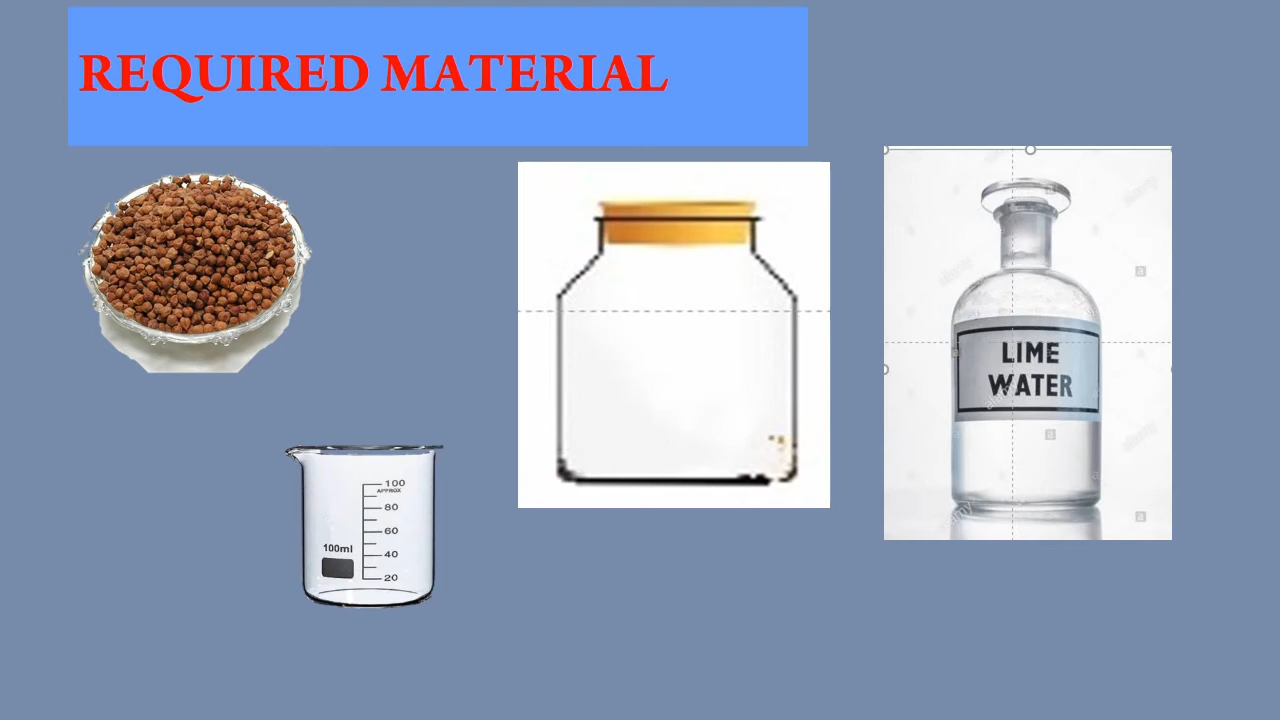 REQUIRED MATERIAL
LIME
WATER
100
APPROX
80
60
100ml
40
20